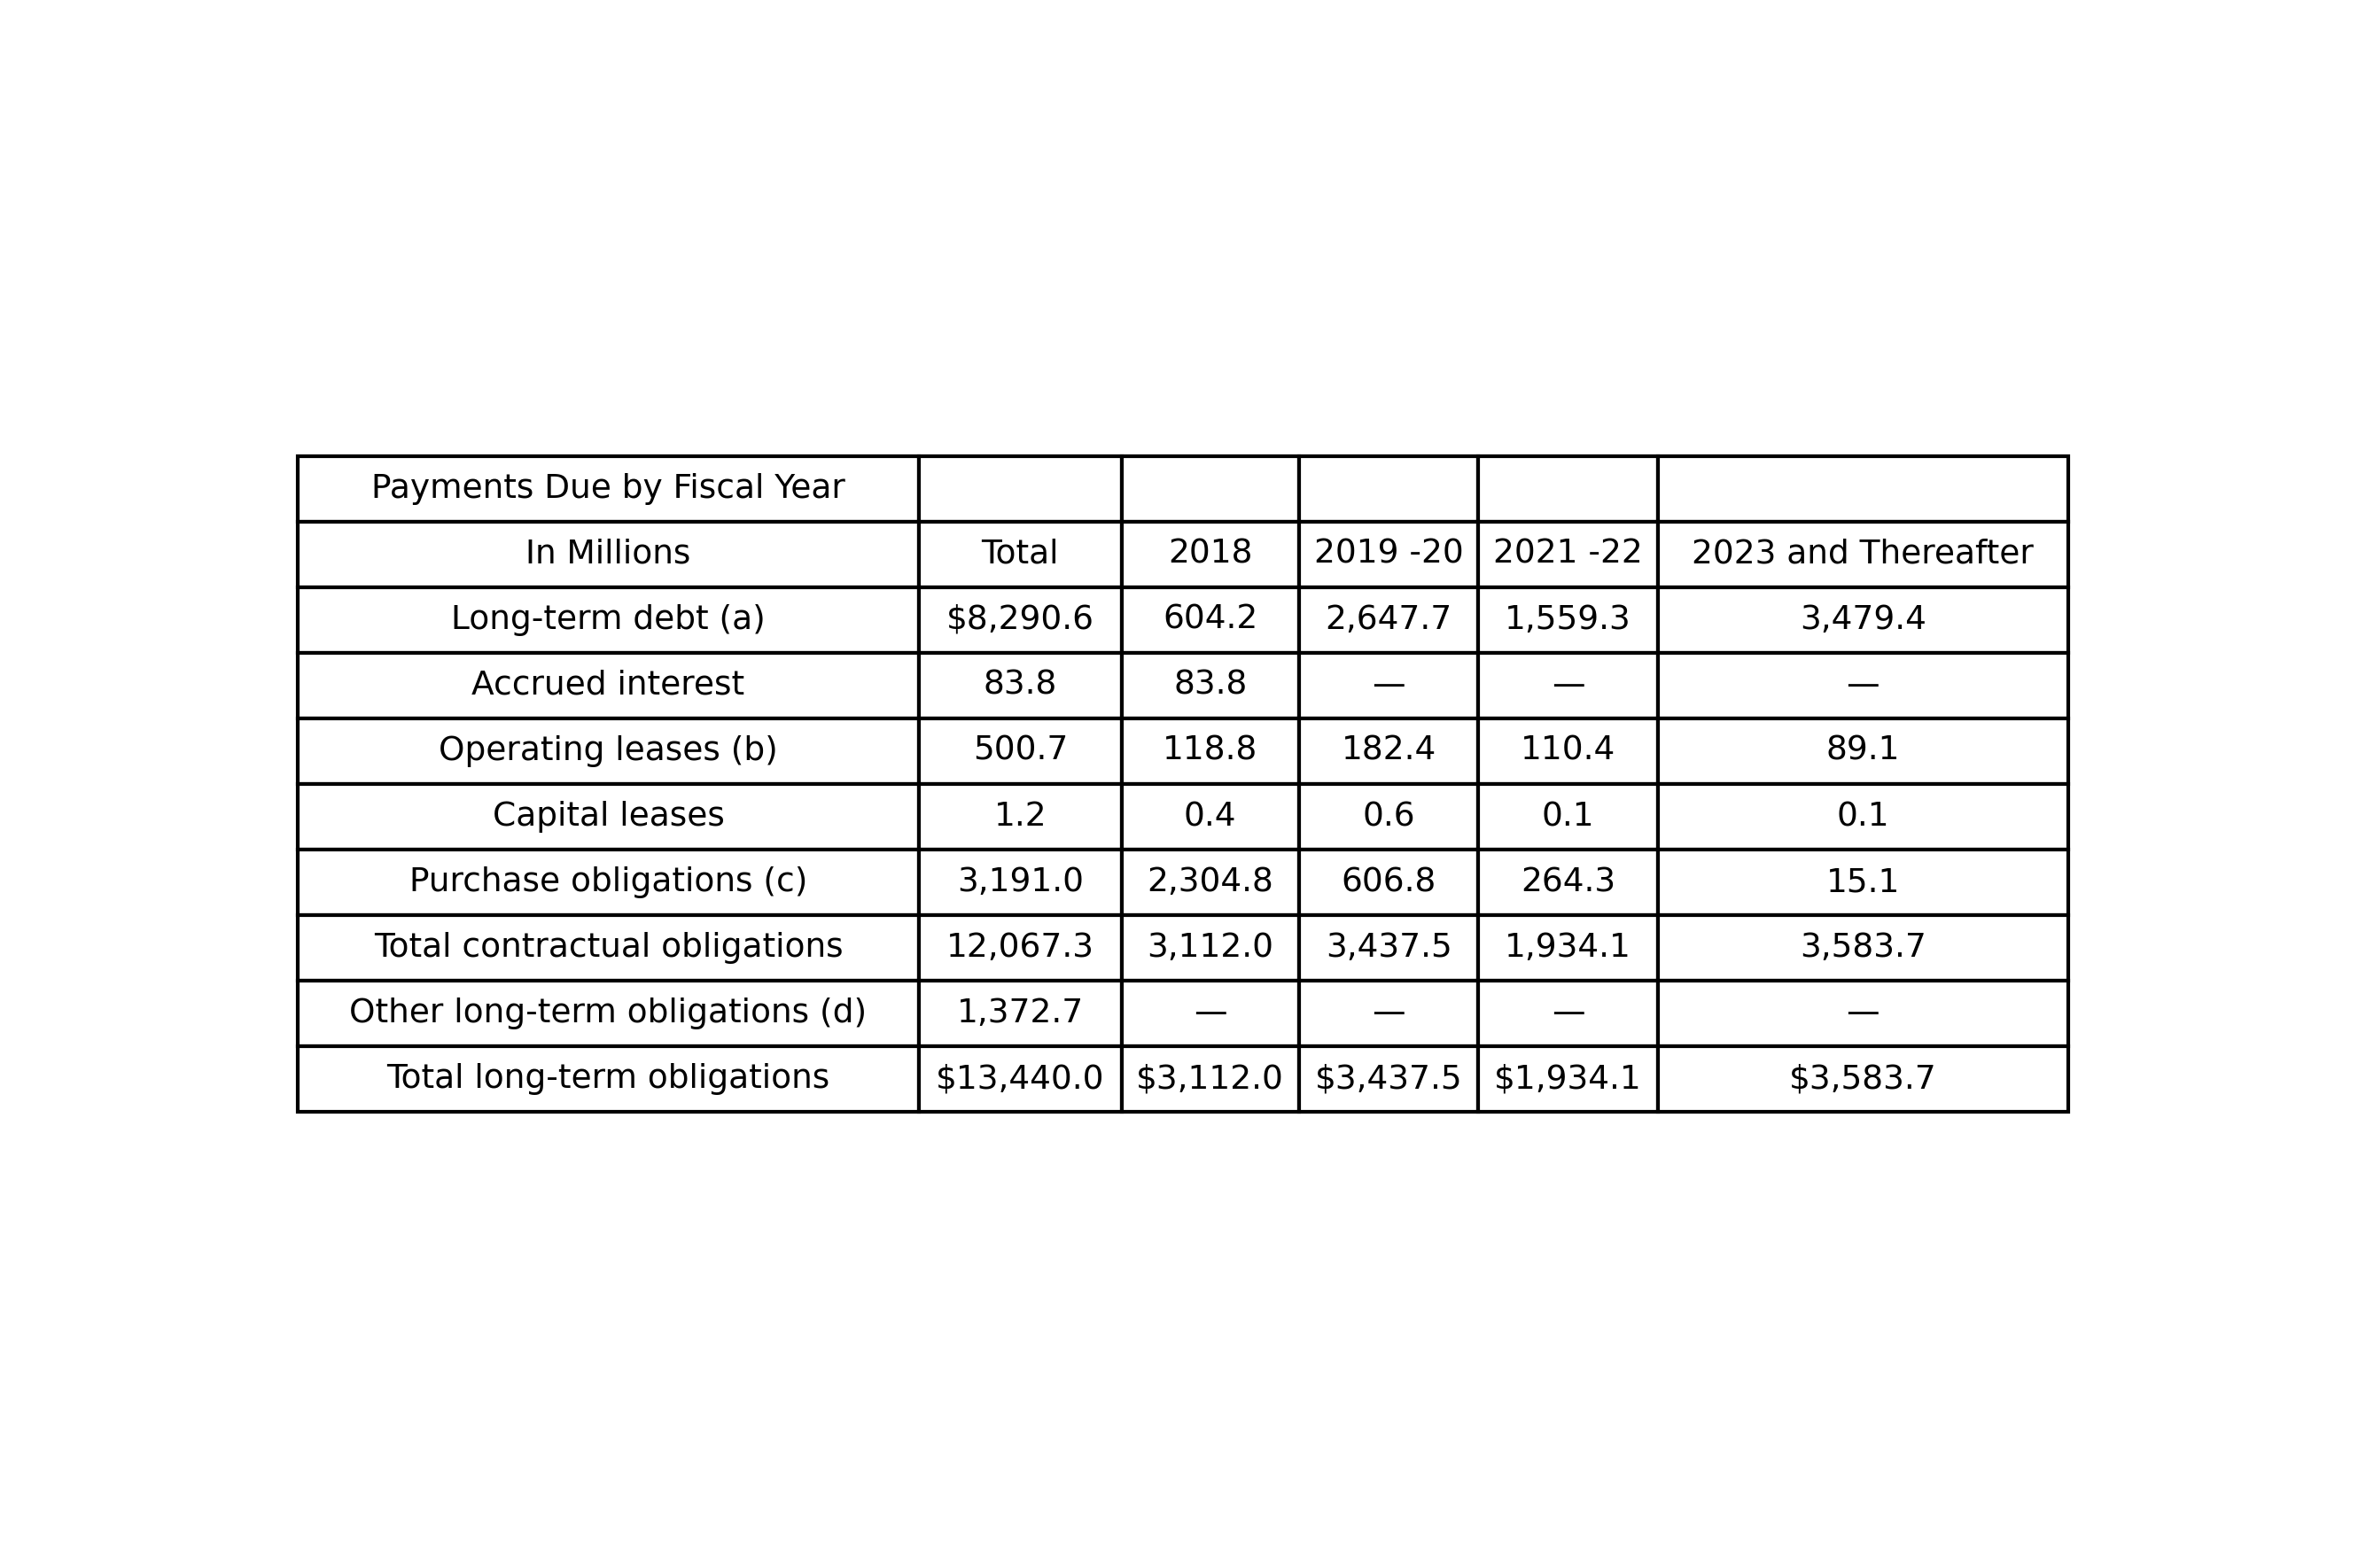 Payments Due by Fiscal Year
In Millions Total 2018 2019 -20 2021 -22 2023 and Thereafter
Long-term debt (a) $8,290.6 604.2 2,647.7 1,559.3 3,479.4
Accrued interest 83.8 83.8 — — —
Operating leases (b) 500.7 118.8 182.4 110.4 89.1
Capital leases 1.2 0.4 0.6 0.1 0.1
Purchase obligations (c) 3,191.0 2,304.8 606.8 264.3 15.1
Total contractual obligations 12,067.3 3,112.0 3,437.5 1,934.1 3,583.7
Other long-term obligations (d) 1,372.7 — — — —
Total long-term obligations $13,440.0 $3,112.0 $3,437.5 $1,934.1 $3,583.7